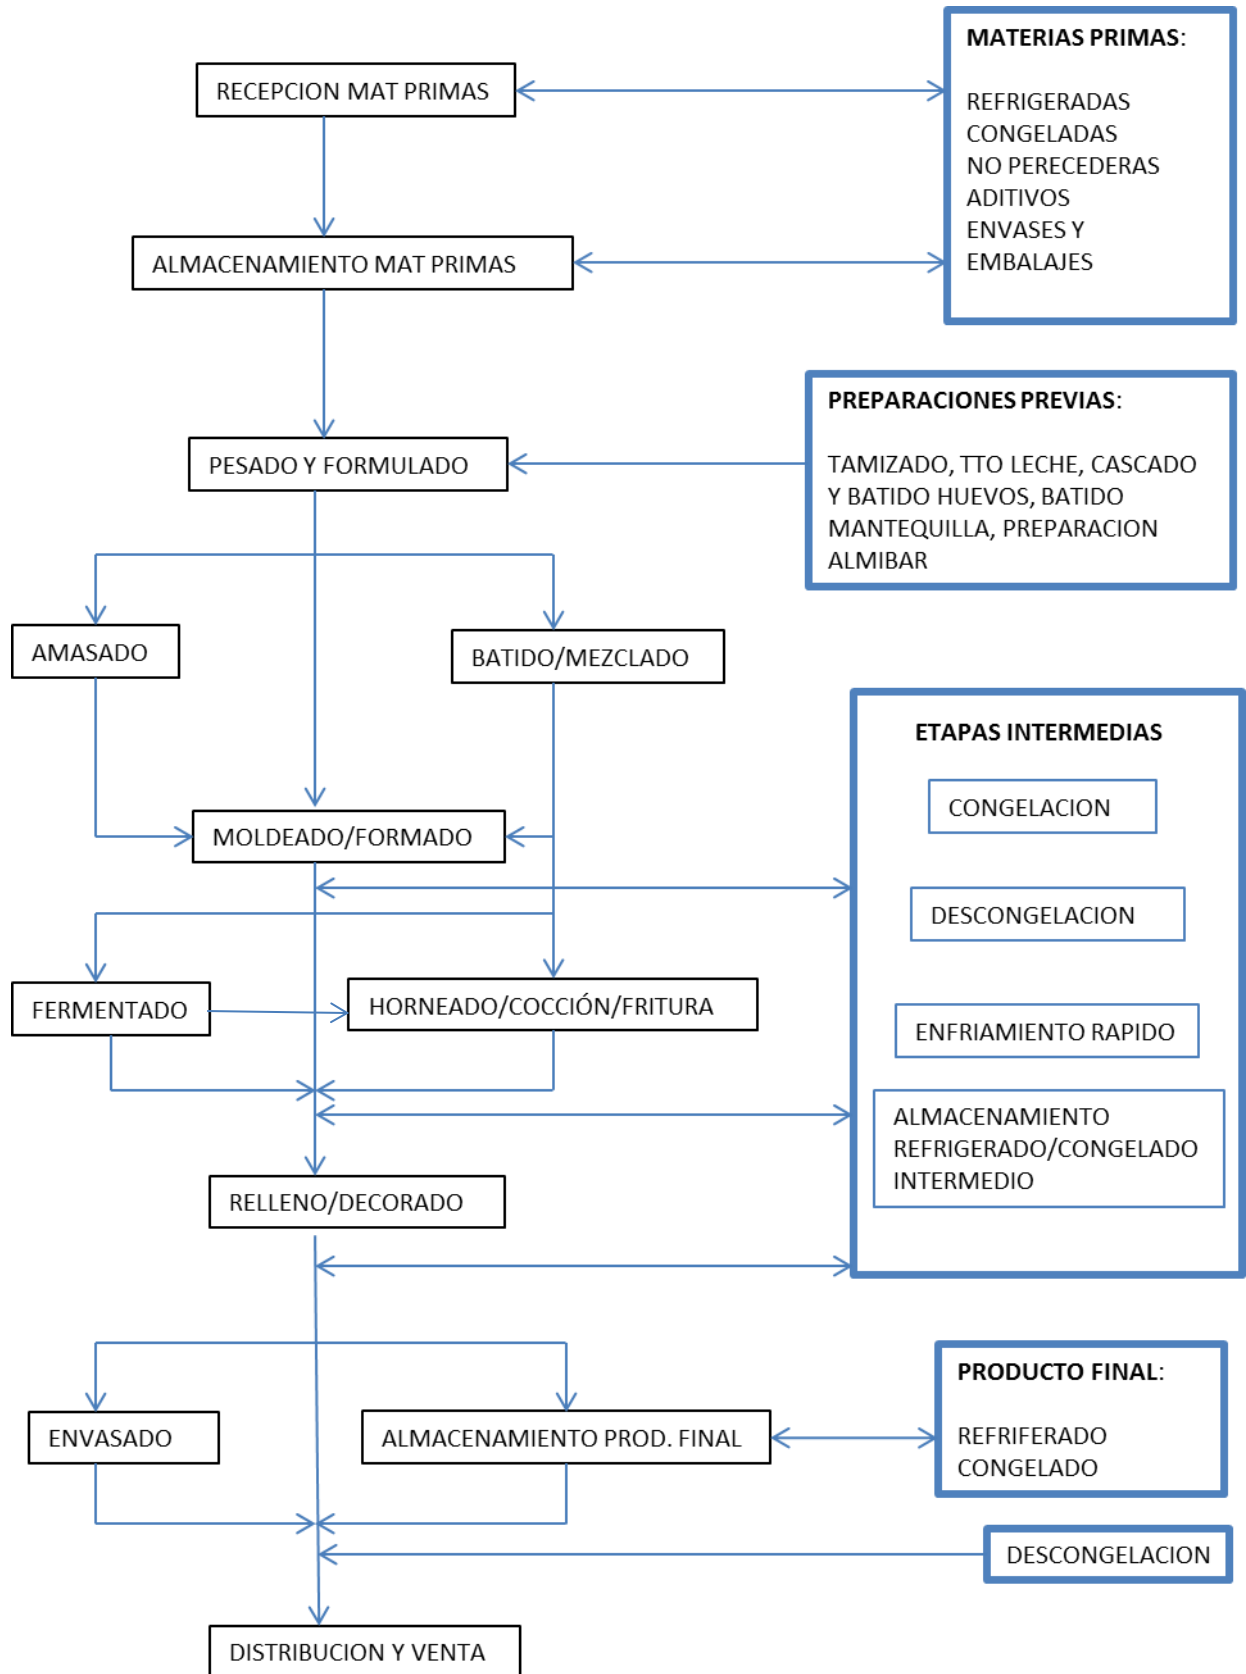 MATERIAS PRIMAS:
RECEPCION MAT PRIMAS
REFRIGERADAS
CONGELADAS
NO PERECEDERAS
ADITIVOS
ENVASES Y
EMBALAJES
ALMACENAMIENTO MAT PRIMAS
PREPARACIONES PREVIAS:
TAMIZADO, TTO LECHE, CASCADO
Y BATIDO HUEVOS, BATIDO
MANTEQUILLA, PREPARACION
ALMIBAR
PESADO Y FORMULADO
AMASADO
BATIDO/MEZCLADO
ETAPAS INTERMEDIAS
CONGELACION
MOLDEADO/FORMADO
DESCONGELACION
FERMENTADO
HORNEADO/COCCIÓN/FRITURA
ENFRIAMIENTO RAPIDO
ALMACENAMIENTO
REFRIGERADO/CONGELADO
INTERMEDIO
RELLENO/DECORADO
PRODUCTO FINAL:
REFRIFERADO
CONGELADO
ENVASADO
ALMACENAMIENTO PROD. FINAL
DESCONGELACION
DISTRIBUCION Y VENTA